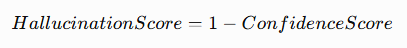 HallucinationScore = 1 − ConfidenceScore